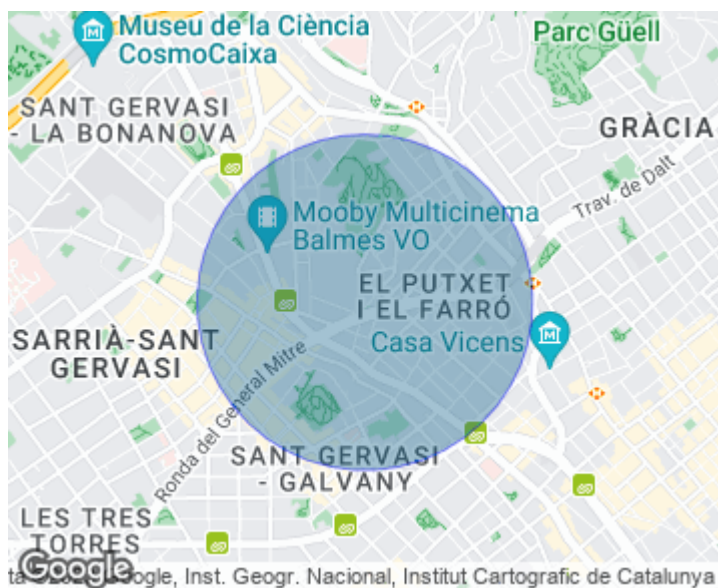 Museu de la Ciència
CosmoCaixa
Parc Güell
SANT GERVASI
- LA BONANOVA
GRÀCIA
Trav. de Dalt
Mooby Multicinema
Balmes VO
EL PUTXET
I EL FARRÓ
SARRIÀ-SANT
GERVASI
Casa Vicens
Ronda del General Mitre
SANT GERVASI
- GALVANY
LES TRES
TORRES
Google
Google, Inst. Geogr. Nacional, Institut Cartografic de Catalunya